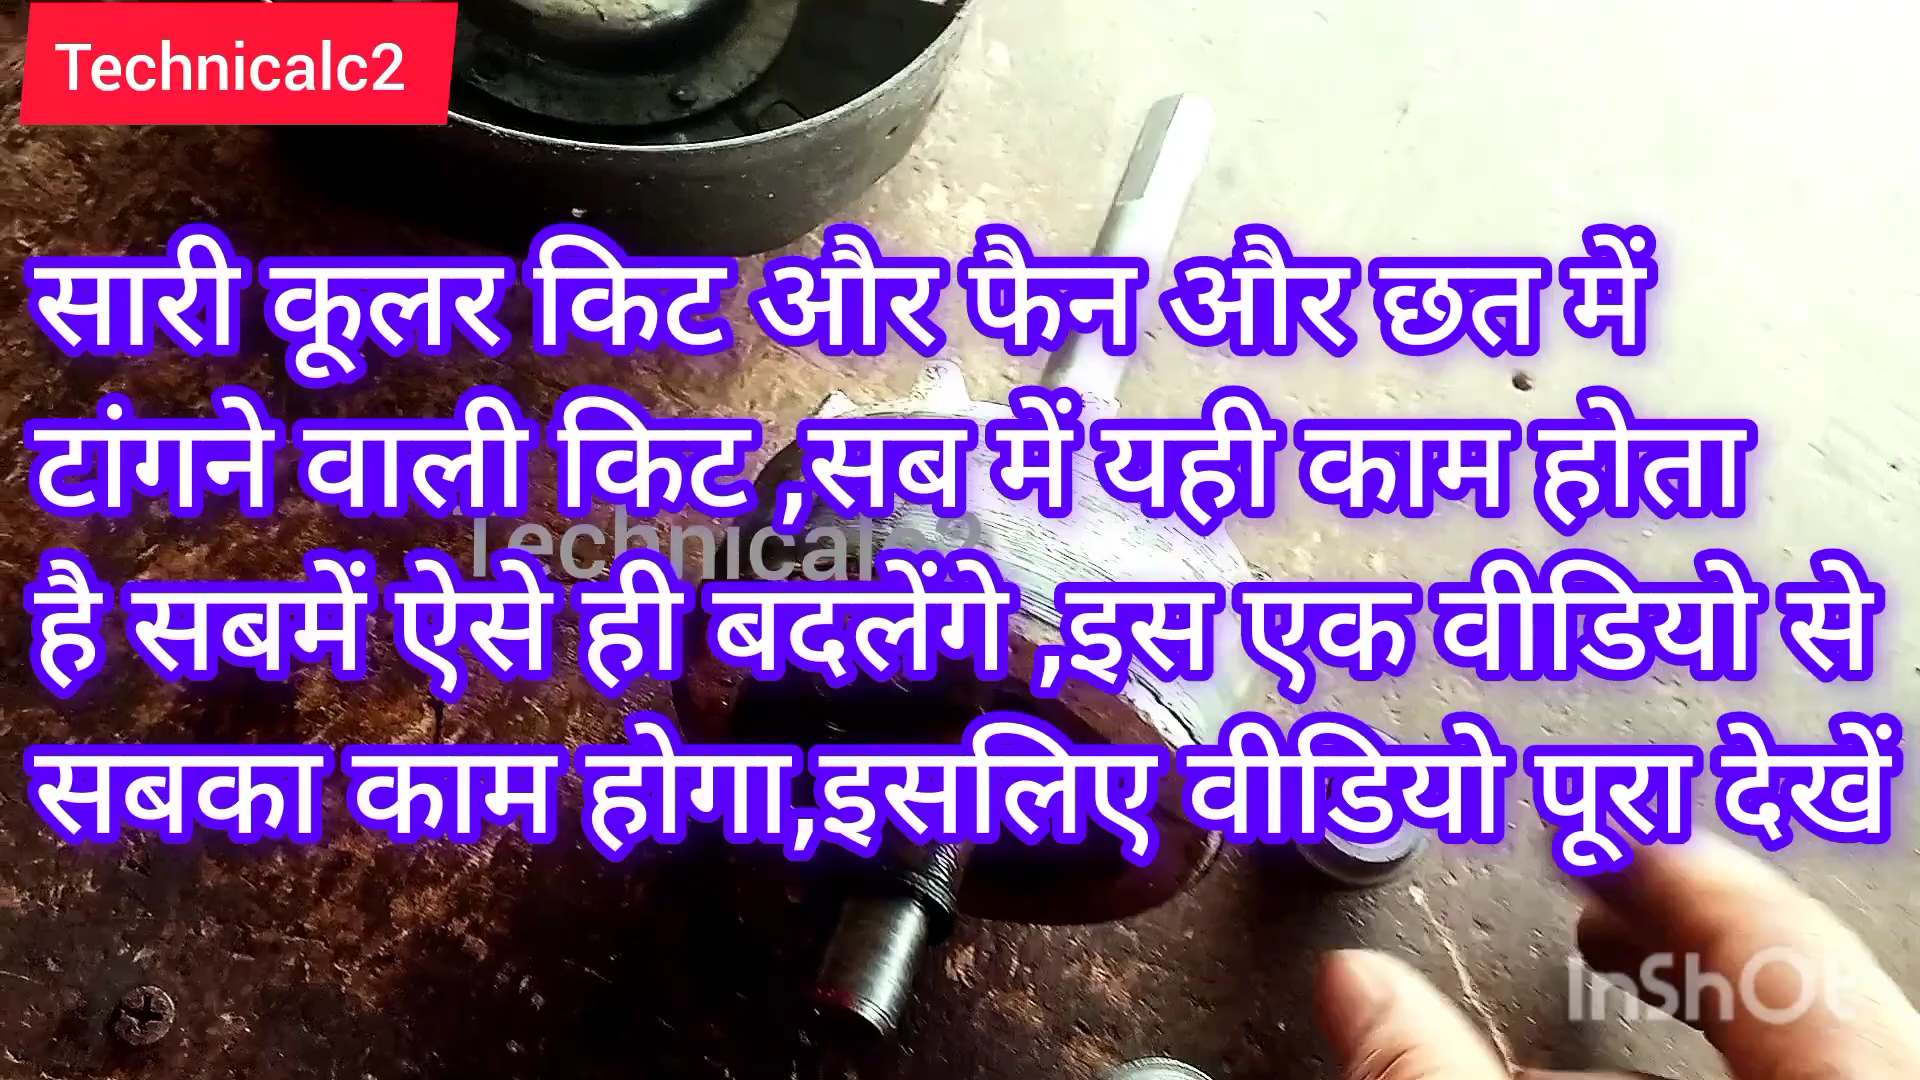 Technicalc2
सारी कूलर किट और फैन और छत में
टांगने वाली किट ,सब में यही काम होता
Technicalc2
है सबमें ऐसे ही बदलेंगे ,इस एक वीडियो से
सबका काम होगा,इसलिए वीडियो पूरा देखें
InShOt